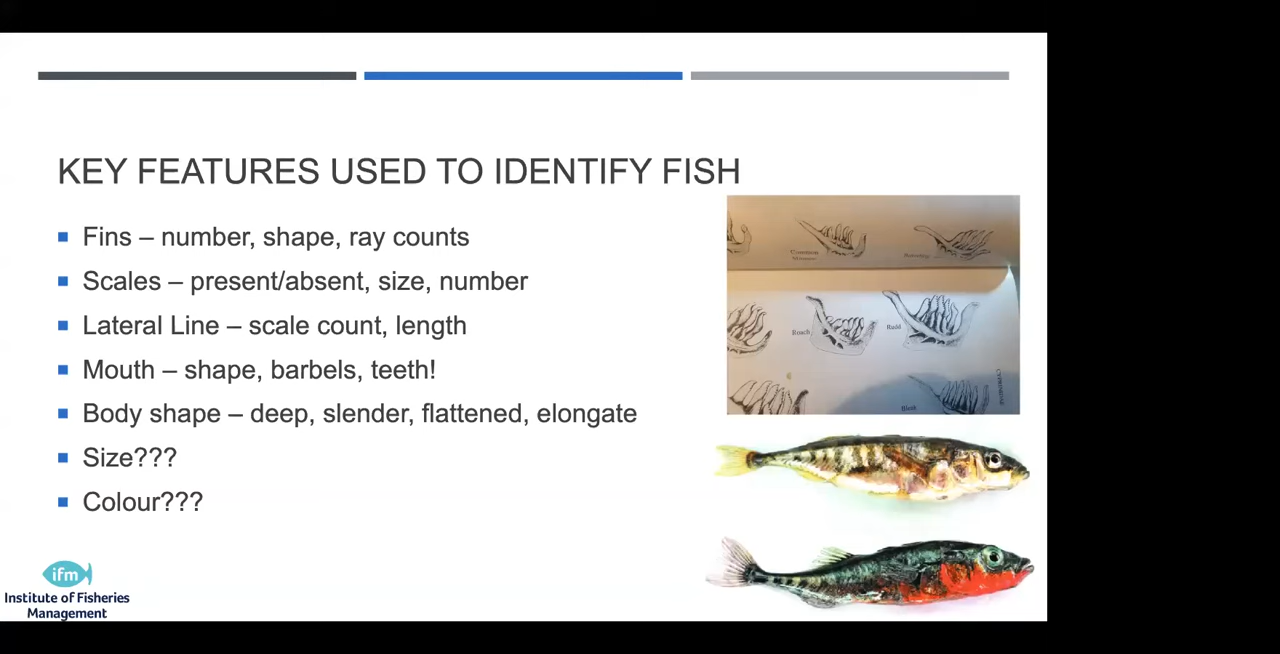 KEY FEATURES USED TO IDENTIFY FISH
Fins – number, shape, ray counts
Scales – present/absent, size, number
Lateral Line – scale count, length
Mouth – shape, barbels, teeth!
Body shape – deep, slender, flattened, elongate
Size???
Colour???
Common
Roach
Rudd
Bleak
ifm
Institute of Fisheries
Management